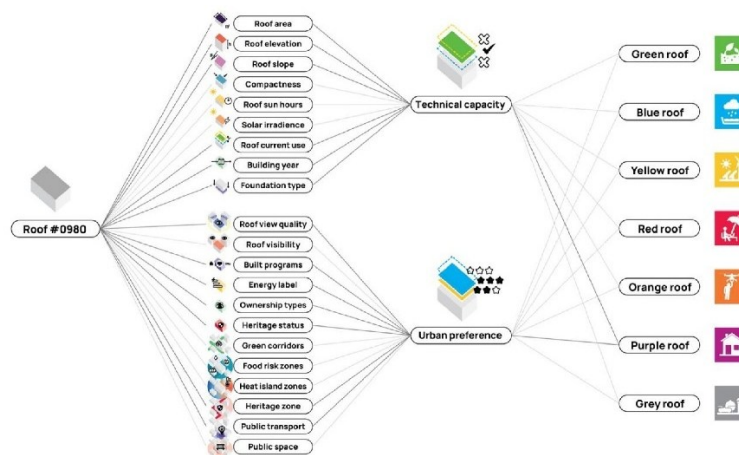 Roof #0980
Roof area
Roof elevation
Roof slope
Compactness
Roof sun hours
Solar irradience
Roof current use
Building year
Foundation type
Roof view quality
Roof visibility
Built programs
Energy label
Ownership types
Heritage status
Green corridors
Food risk zones
Heat island zones
Heritage zone
Public transport
Public space
Technical capacity
Urban preference
Green roof
Blue roof
Yellow roof
Red roof
Orange roof
Purple roof
Grey roof